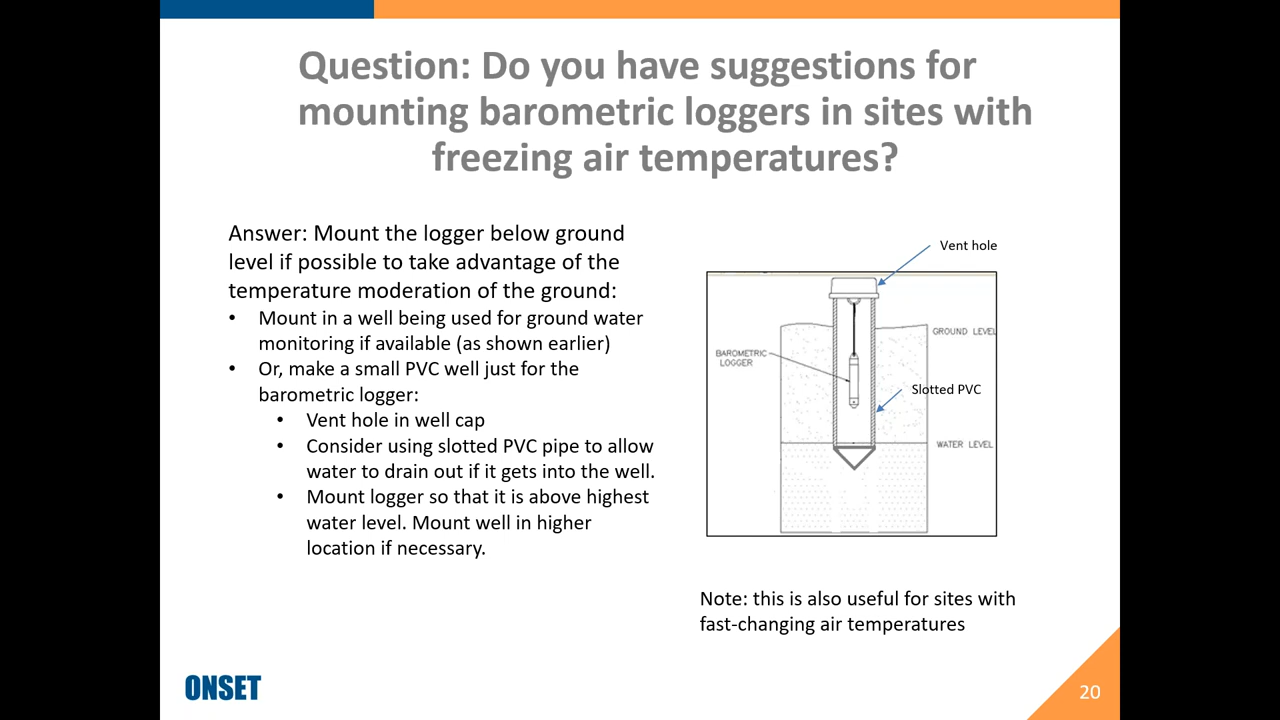 Question: Do you have suggestions for
mounting barometric loggers in sites with
freezing air temperatures?
Answer: Mount the logger below ground
level if possible to take advantage of the
temperature moderation of the ground:
• Mount in a well being used for ground water
monitoring if available (as shown earlier)
• Or, make a small PVC well just for the
barometric logger:
• Vent hole in well cap
• Consider using slotted PVC pipe to allow
water to drain out if it gets into the well.
• Mount logger so that it is above highest
water level. Mount well in higher
location if necessary.
Vent hole
GROUND LEVEL
BAROMETRIC
LOGGER
Slotted PVC
WATER LEVEL
Note: this is also useful for sites with
fast-changing air temperatures
ONSET
20